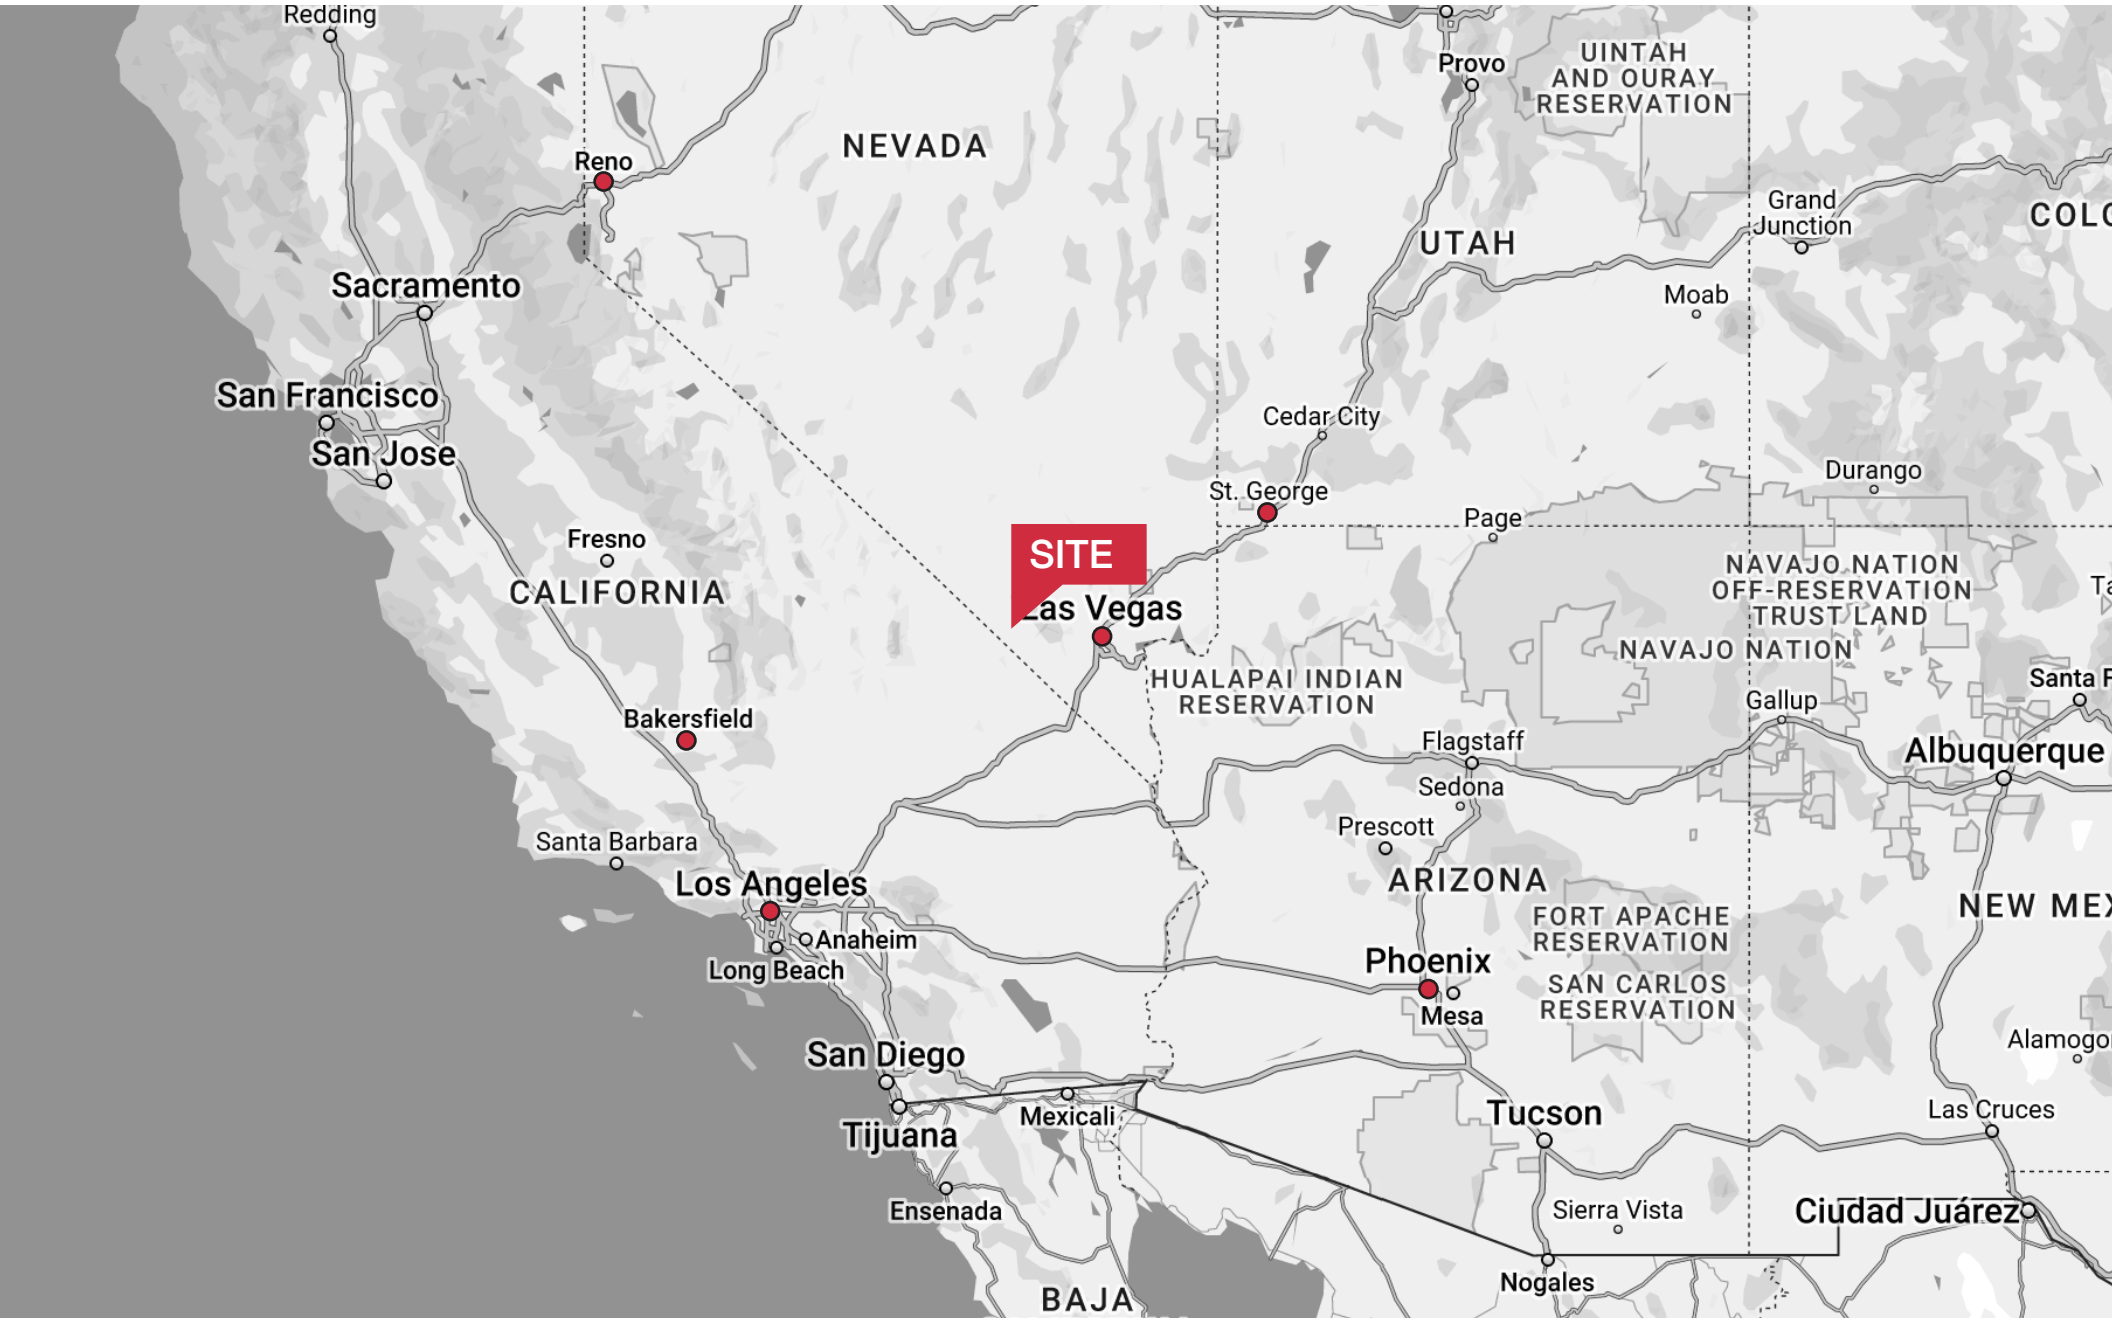 Redding
Provo
UINTAH
AND OURAY
RESERVATION
NEVADA
Reno
Grand
Junction
COLO
UTAH
Sacramento
Moab
San Francisco
Cedar City
San Jose
Durango
St. George
Page
Fresno
SITE
NAVAJO NATION
OFF-RESERVATION
TRUST LAND
CALIFORNIA
Ta
Las Vegas
NAVAJO NATION
HUALAPAI INDIAN
RESERVATION
Santa F
Gallup
Bakersfield
Flagstaff
Albuquerque
Sedona
Prescott
Santa Barbara
Los Angeles
ARIZONA
NEW MEX
FORT APACHE
RESERVATION
Anaheim
Phoenix
Long Beach
SAN CARLOS
RESERVATION
Mesa
Alamogor
San Diego
Mexicali
Tucson
Las Cruces
Tijuana
Ensenada
Sierra Vista
Ciudad Juárez
Nogales
BAJA